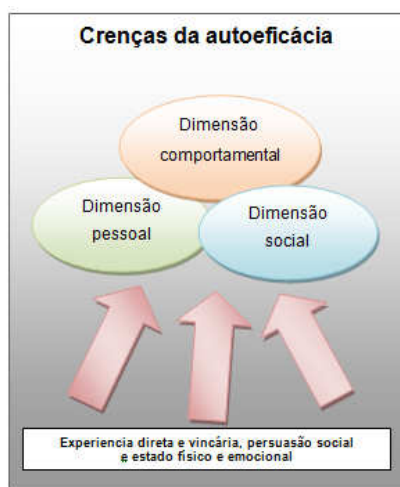 Crenças da autoeficácia
Dimensão
comportamental
Dimensão
pessoal
Dimensão
social
Experiencia direta e vincária, persuasão social
e estado físico e emocional